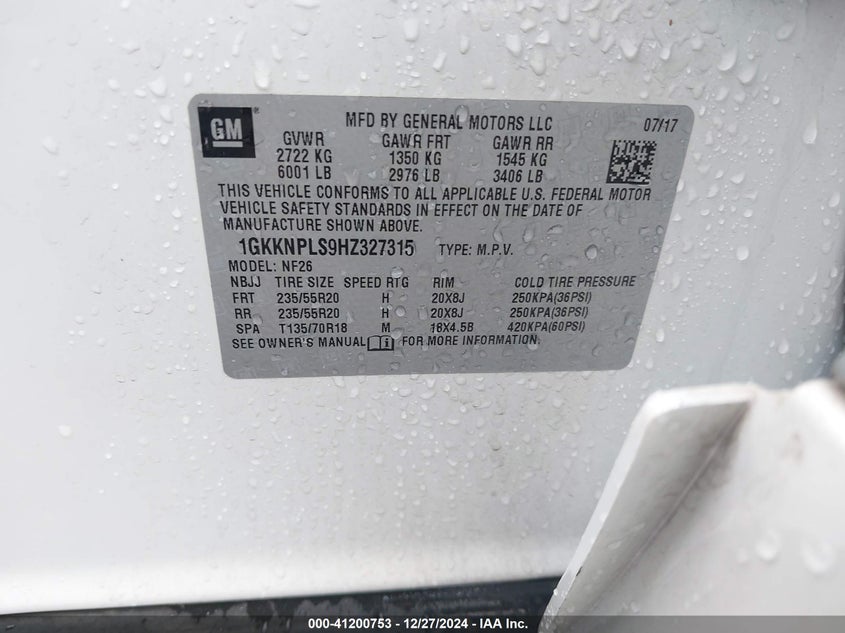 GM
MFD BY GENERAL MOTORS LLC 07/17
GVWR GAWR FRT GAWR RR
2722 KG 1350 KG 1545 KG
6001 LB 2976 LB 3406 LB
THIS VEHICLE CONFORMS TO ALL APPLICABLE U.S. FEDERAL MOTOR
VEHICLE SAFETY STANDARDS IN EFFECT ON THE DATE OF
MANUFACTURE SHOWN ABOVE.
1GKKNPLS9HZ327315 TYPE: M.P.V.
MODEL: NF26
NBJJ TIRE SIZE SPEED RTG RIM COLD TIRE PRESSURE
FRT 235/55R20 H 20X8J 250KPA(36PSI)
RR 235/55R20 H 20X8J 250KPA(36PSI)
SPA T135/70R18 M 18X4.5B 420KPA(60PSI)
SEE OWNER'S MANUAL FOR MORE INFORMATION.
000-41200753 - 12/27/2024 - IAA Inc.